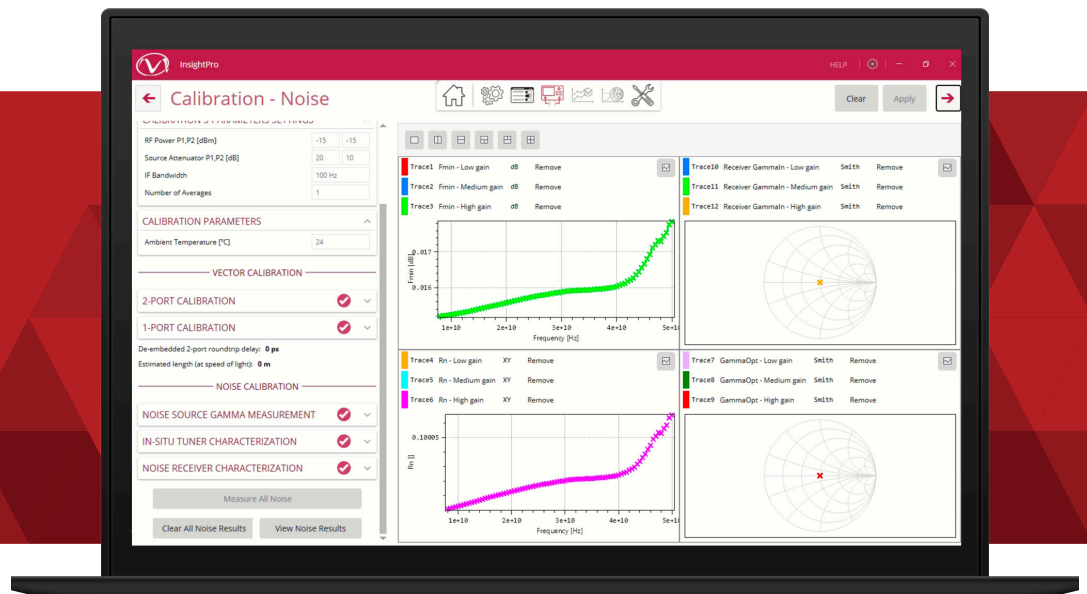 InsightPro
HELP
Calibration - Noise
Clear
Apply
RF Power P1,P2 [dBm] -15 -15
Source Attenuator P1,P2 [dB] 20 10
IF Bandwidth 100 Hz
Number of Averages 1
CALIBRATION PARAMETERS
Ambient Temperature [°C] 24
VECTOR CALIBRATION
2-PORT CALIBRATION
1-PORT CALIBRATION
De-embedded 2-port roundtrip delay: 0 ps
Estimated length (at speed of light): 0 m
NOISE CALIBRATION
NOISE SOURCE GAMMA MEASUREMENT
IN-SITU TUNER CHARACTERIZATION
NOISE RECEIVER CHARACTERIZATION
Measure All Noise
Clear All Noise Results
View Noise Results
Trace1 Fmin - Low gain dB Remove
Trace2 Fmin - Medium gain dB Remove
Trace3 Fmin - High gain dB Remove
0.017
Fmin [dB]
0.016
1e+10 2e+10 3e+10 4e+10 5e+1
Frequency [Hz]
Trace10 Receiver GammaIn - Low gain Smith Remove
Trace11 Receiver GammaIn - Medium gain Smith Remove
Trace12 Receiver GammaIn - High gain Smith Remove
Trace4 Rn - Low gain XY Remove
Trace5 Rn - Medium gain XY Remove
Trace6 Rn - High gain XY Remove
0.10005
Rn []
1e+10 2e+10 3e+10 4e+10 5e+1
Frequency [Hz]
Trace7 GammaOpt - Low gain Smith Remove
Trace8 GammaOpt - Medium gain Smith Remove
Trace9 GammaOpt - High gain Smith Remove